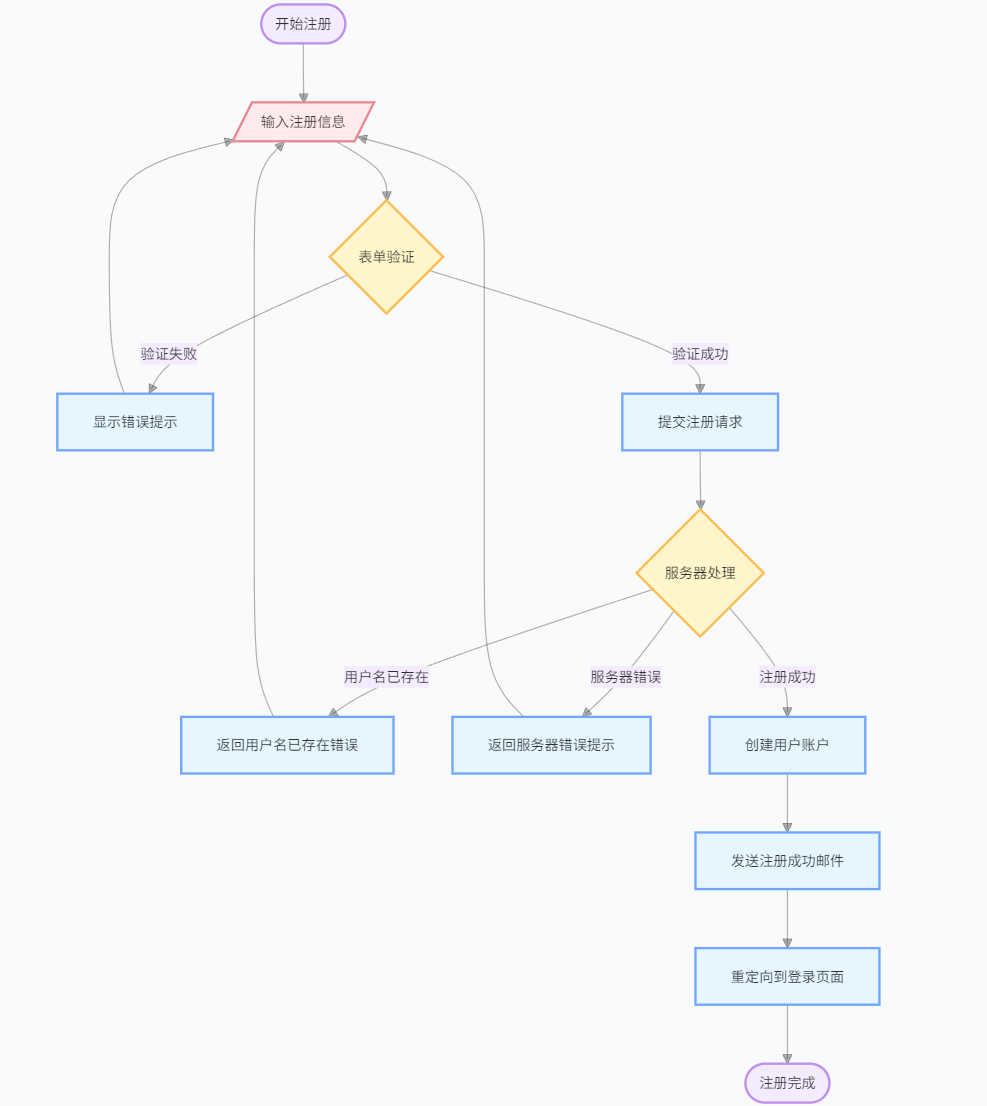 开始注册
输入注册信息
表单验证
验证失败
验证成功
显示错误提示
提交注册请求
服务器处理
用户名已存在
服务器错误
注册成功
返回用户名已存在错误
返回服务器错误提示
创建用户账户
发送注册成功邮件
重定向到登录页面
注册完成